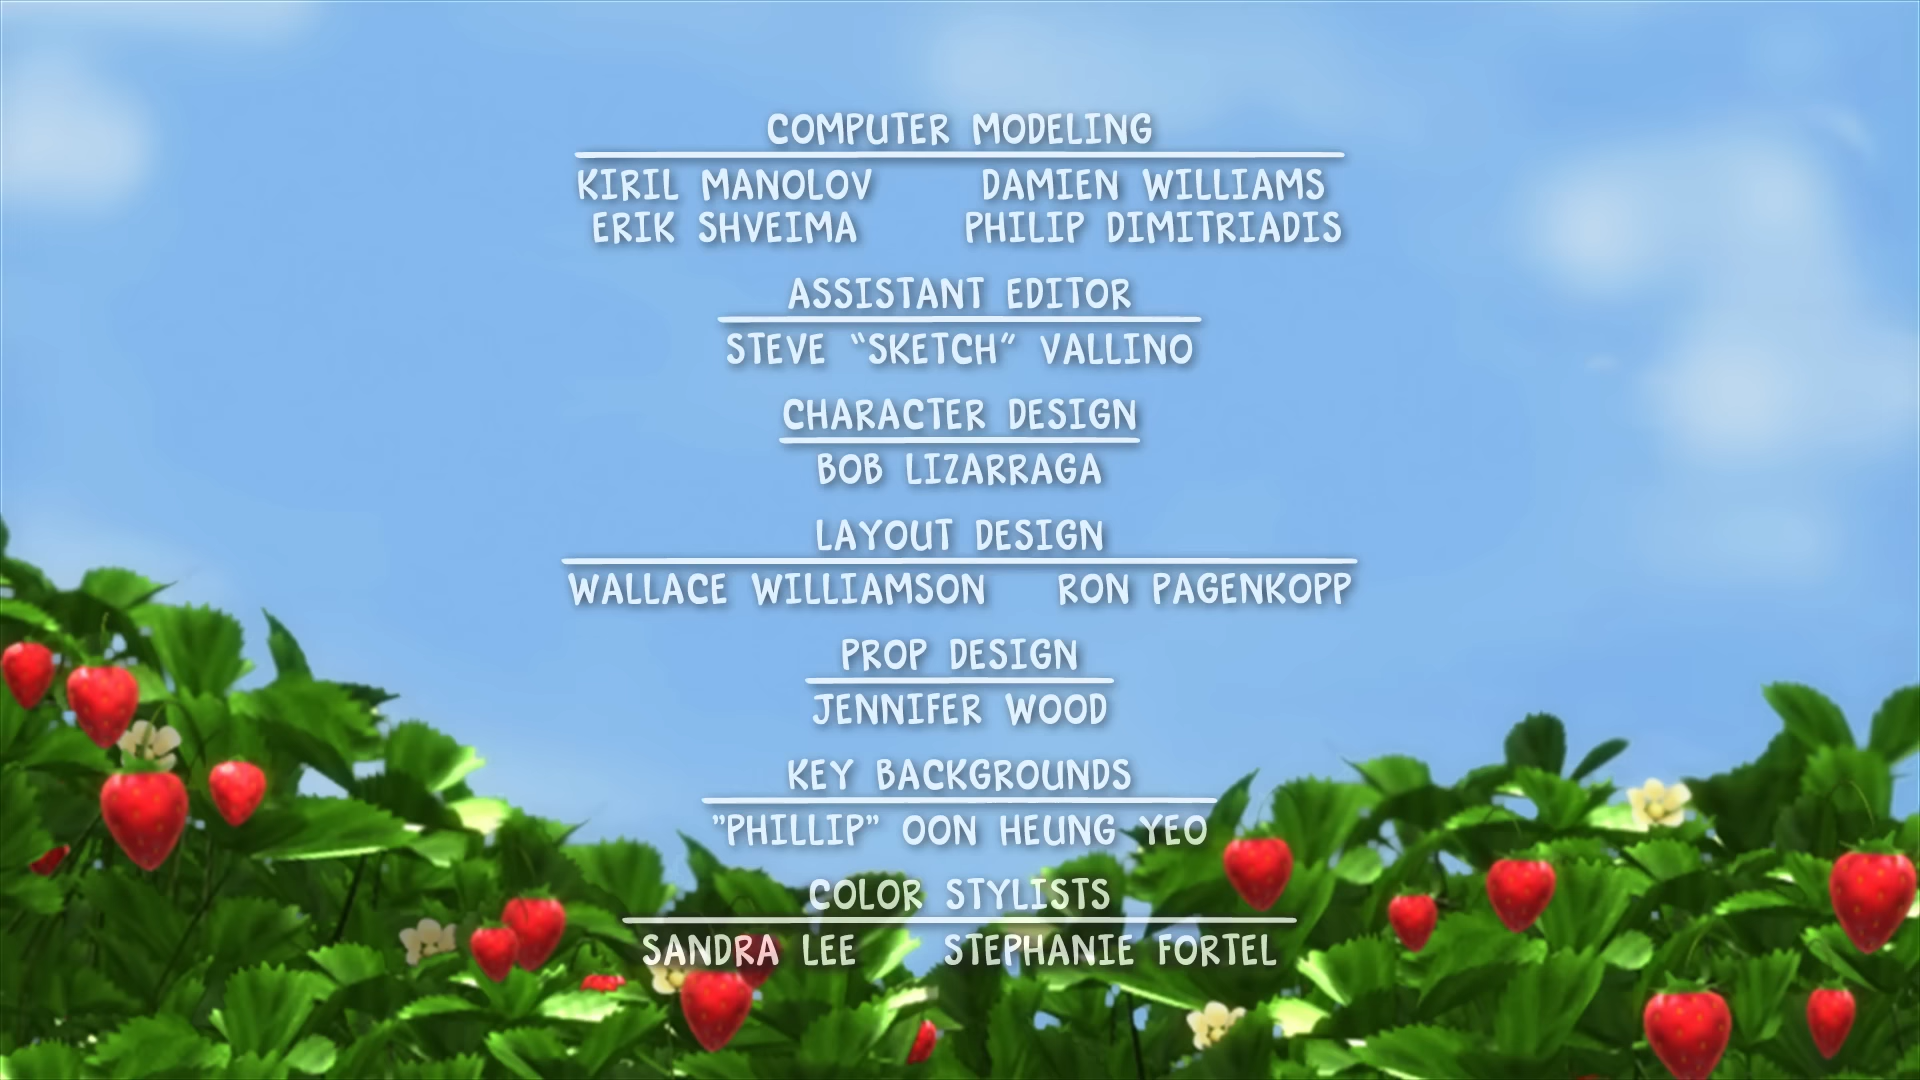 COMPUTER MODELING
KIRIL MANOLOV DAMIEN WILLIAMS
ERIK SHVEIMA PHILIP DIMITRIADIS
ASSISTANT EDITOR
STEVE “SKETCH” VALLINO
CHARACTER DESIGN
BOB LIZARRAGA
LAYOUT DESIGN
WALLACE WILLIAMSON RON PAGENKOPP
PROP DESIGN
JENNIFER WOOD
KEY BACKGROUNDS
”PHILLIP” OON HEUNG YEO
COLOR STYLISTS
SANDRA LEE STEPHANIE FORTEL